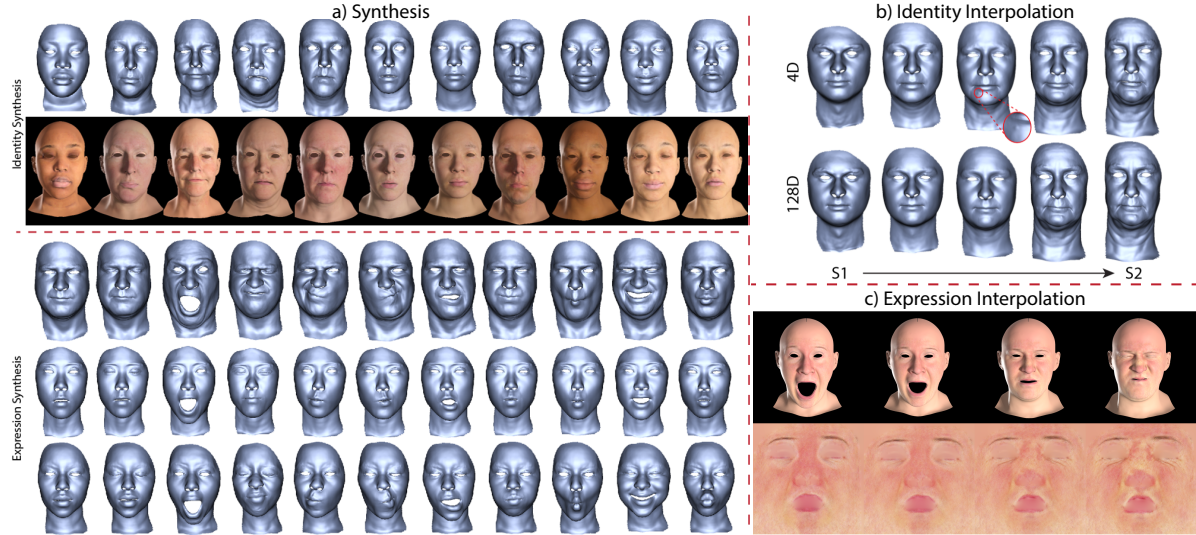 a) Synthesis
Identity Synthesis
Expression Synthesis
b) Identity Interpolation
4D
128D
S1
S2
c) Expression Interpolation